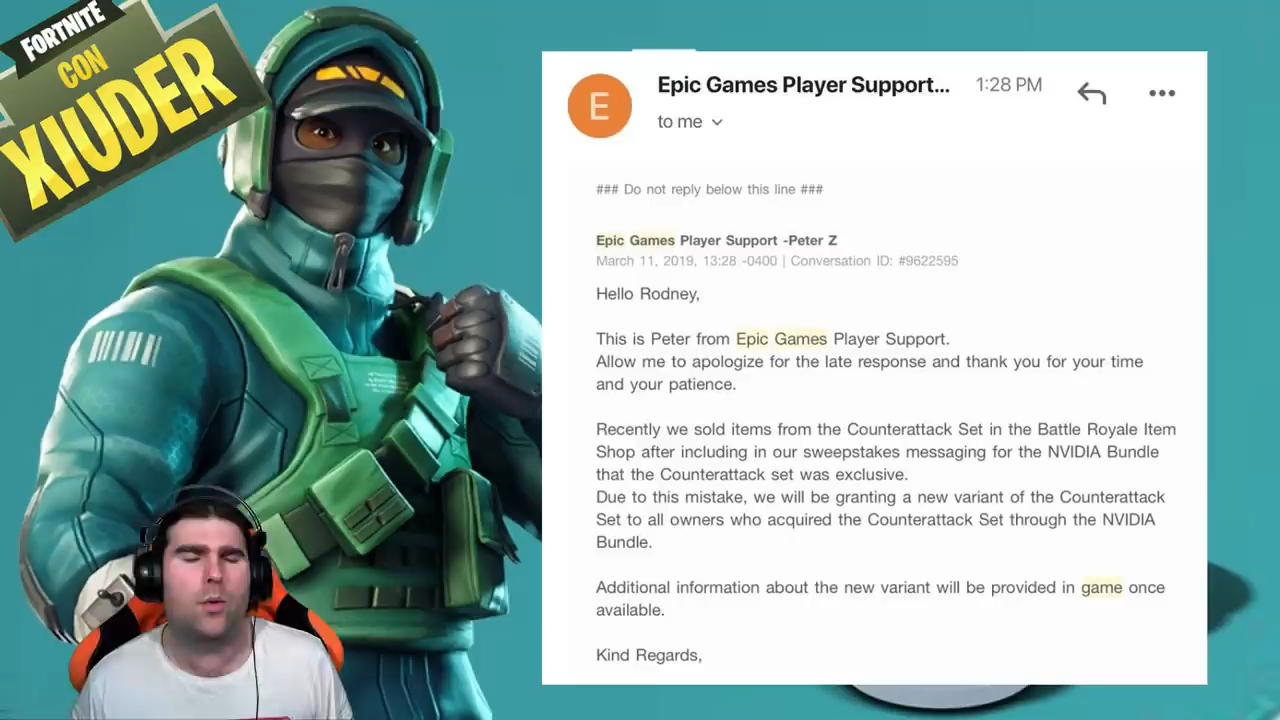 FORTNITE
CON
XIUDER
E
Epic Games Player Support...
1:28 PM
to me
### Do not reply below this line ###
Epic Games Player Support -Peter Z
March 11, 2019, 13:28 -0400 | Conversation ID: #9622595
Hello Rodney,
This is Peter from Epic Games Player Support.
Allow me to apologize for the late response and thank you for your time
and your patience.
Recently we sold items from the Counterattack Set in the Battle Royale Item
Shop after including in our sweepstakes messaging for the NVIDIA Bundle
that the Counterattack set was exclusive.
Due to this mistake, we will be granting a new variant of the Counterattack
Set to all owners who acquired the Counterattack Set through the NVIDIA
Bundle.
Additional information about the new variant will be provided in game once
available.
Kind Regards,